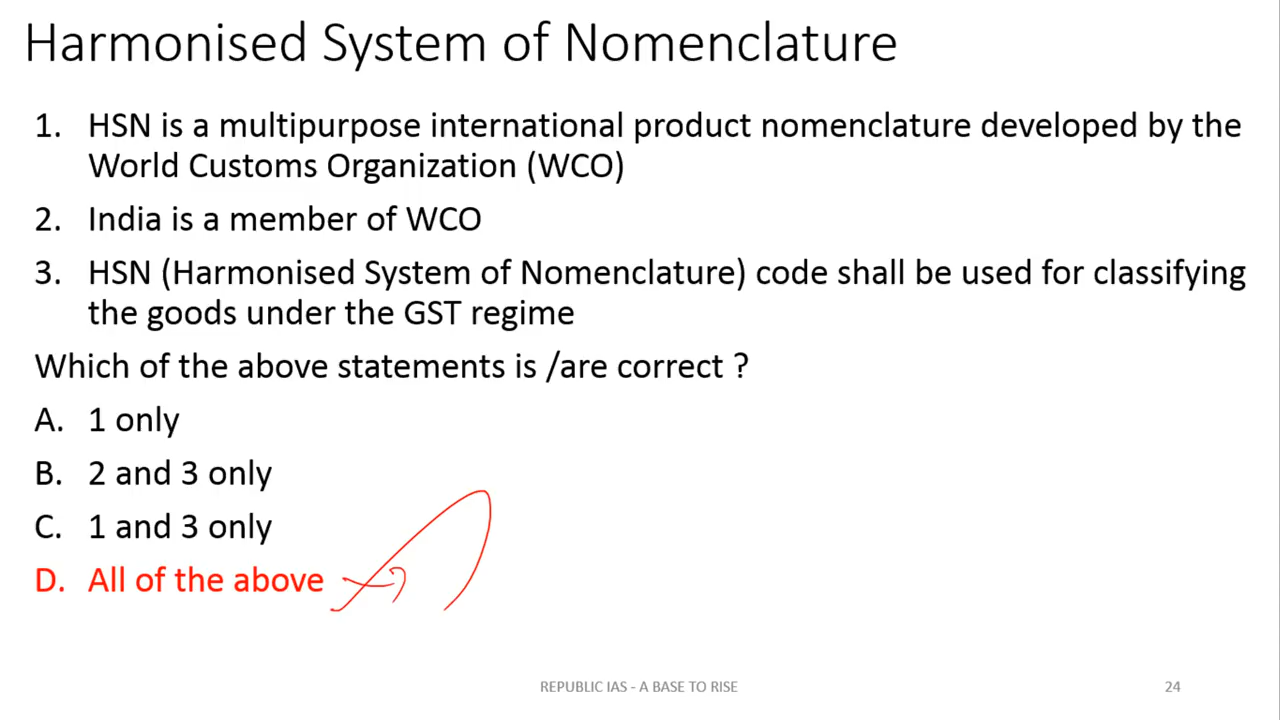 Harmonised System of Nomenclature
1. HSN is a multipurpose international product nomenclature developed by the
World Customs Organization (WCO)
2. India is a member of WCO
3. HSN (Harmonised System of Nomenclature) code shall be used for classifying
the goods under the GST regime
Which of the above statements is /are correct ?
A. 1 only
B. 2 and 3 only
C. 1 and 3 only
D. All of the above
REPUBLIC IAS - A BASE TO RISE
24